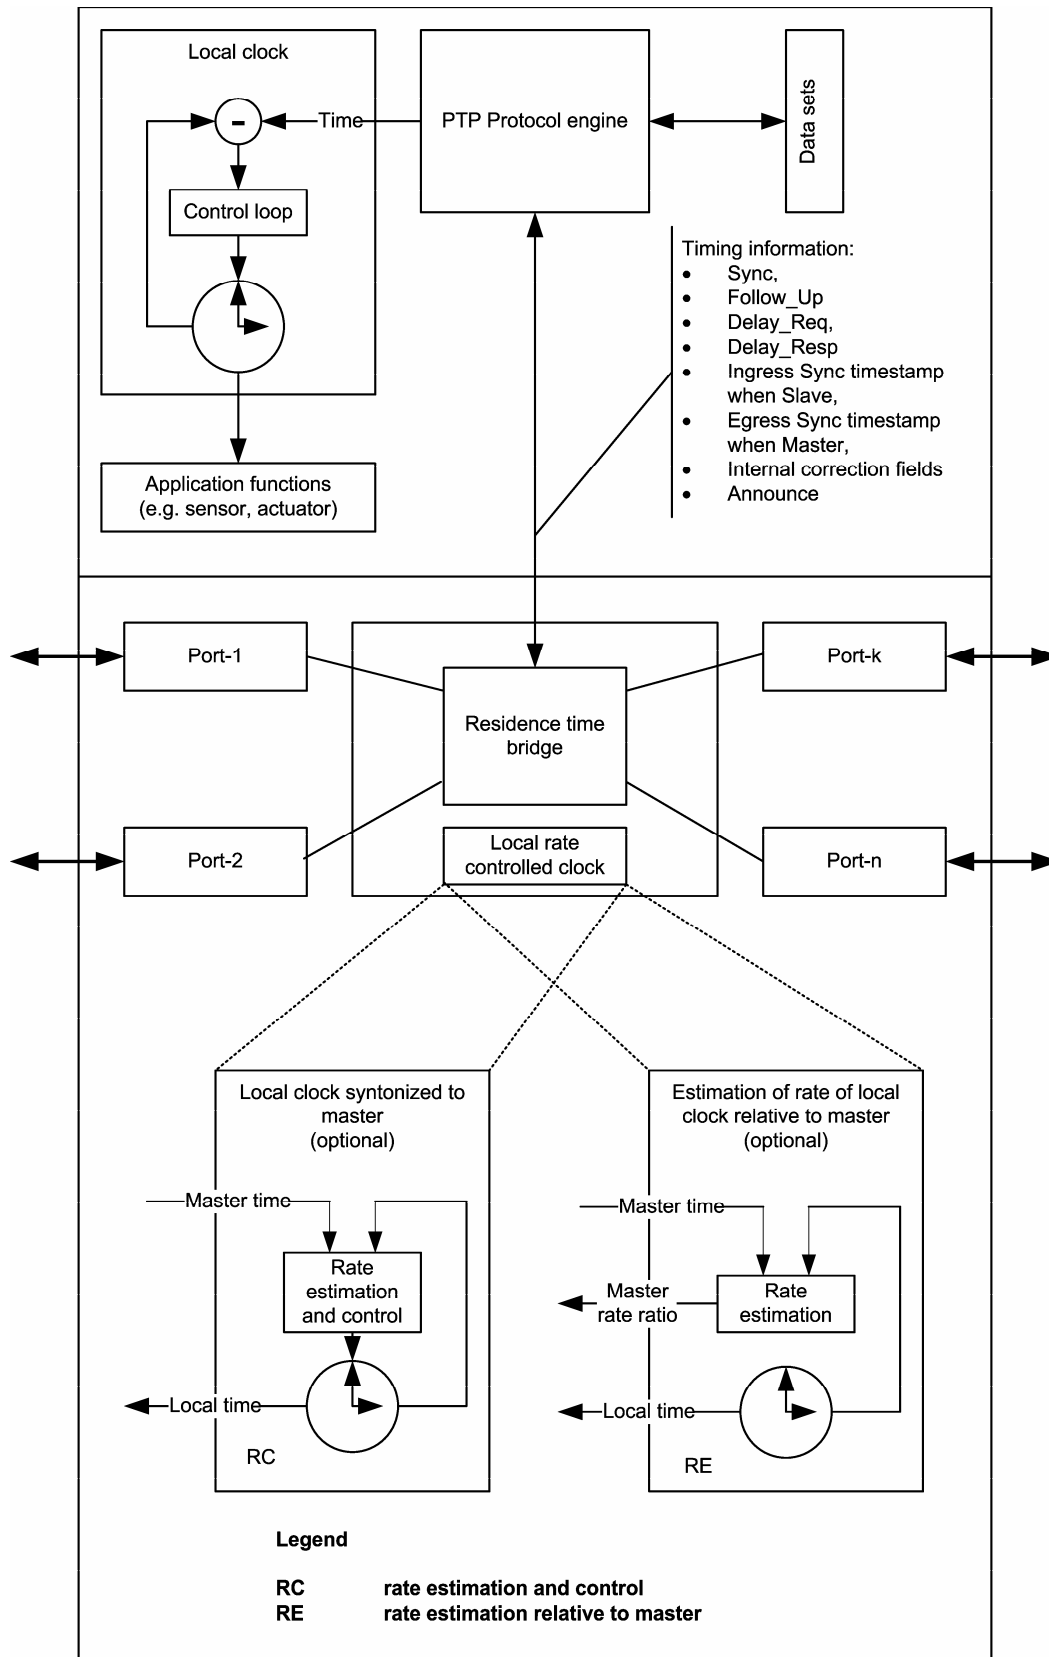 Local clock
-
Time
PTP Protocol engine
Data sets
Control loop
Timing information:
● Sync,
● Follow_Up
● Delay_Req,
● Delay_Resp
● Ingress Sync timestamp
when Slave,
● Egress Sync timestamp
when Master,
● Internal correction fields
● Announce
Application functions
(e.g. sensor, actuator)
Port-1
Port-k
Residence time
bridge
Port-2
Local rate
controlled clock
Port-n
Local clock syntonized to
master
(optional)
Master time
Rate
estimation
and control
Local time
RC
Estimation of rate of local
clock relative to master
(optional)
Master time
Master
rate ratio
Rate
estimation
Local time
RE
Legend
RC rate estimation and control
RE rate estimation relative to master